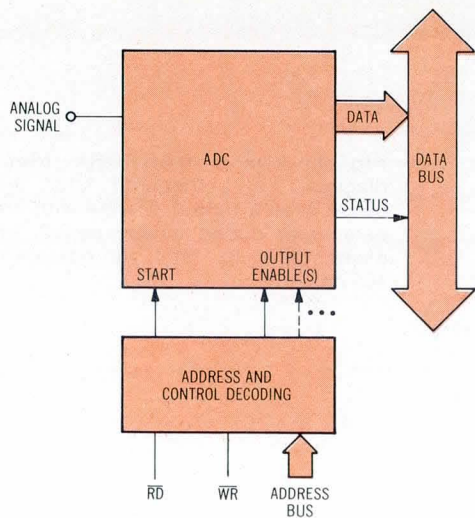 ANALOG
SIGNAL
ADC
DATA
DATA
BUS
STATUS
START
OUTPUT
ENABLE(S)
ADDRESS AND
CONTROL DECODING
RD
WR
ADDRESS
BUS